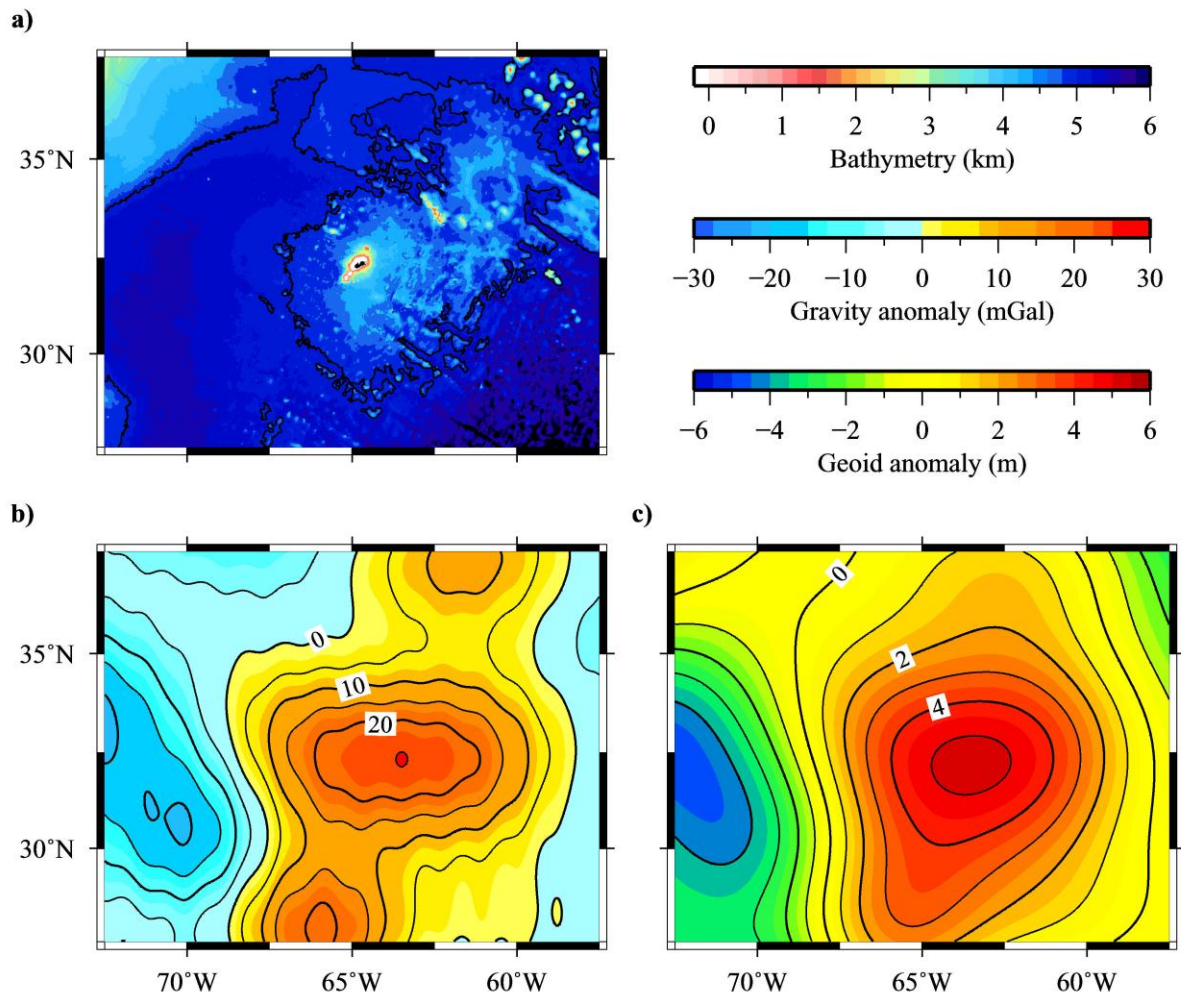 a)
35˚N
30˚N
0 1 2 3 4 5 6
Bathymetry (km)
−30 −20 −10 0 10 20 30
Gravity anomaly (mGal)
−6 −4 −2 0 2 4 6
Geoid anomaly (m)
b)
0
10
20
35˚N
30˚N
70˚W 65˚W 60˚W
c)
0
2
4
70˚W 65˚W 60˚W